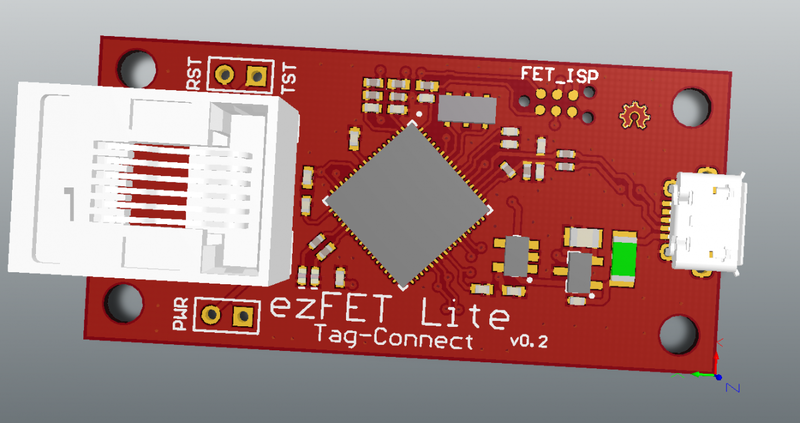 RST
TST
FET_ISP
1
PWR
ezFET Lite
Tag-Connect v0.2
Z